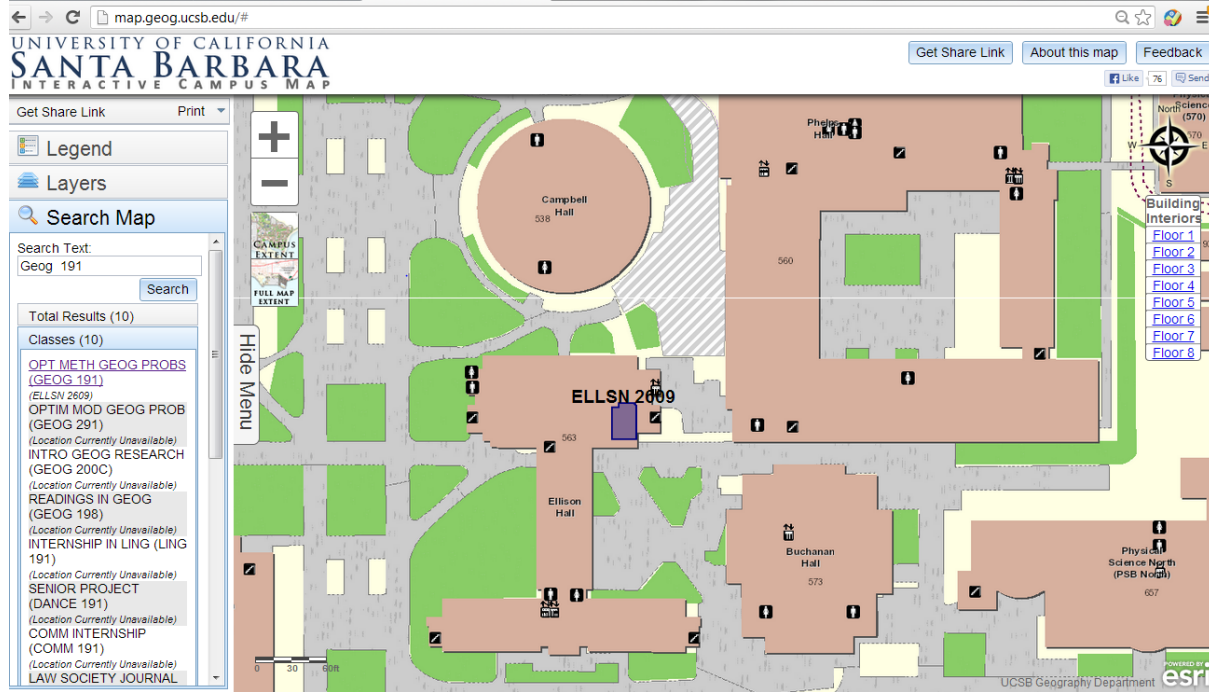 map.geog.ucsb.edu/#
UNIVERSITY OF CALIFORNIA
SANTA BARBARA
INTERACTIVE CAMPUS MAP
Get Share Link
About this map
Feedback
Like
76
Send
Get Share Link
Print
Legend
Layers
Search Map
Search Text:
Geog 191
Search
Total Results (10)
Classes (10)
OPT METH GEOG PROBS
(GEOG 191)
(ELLSN 2609)
OPTIM MOD GEOG PROB
(GEOG 291)
(Location Currently Unavailable)
INTRO GEOG RESEARCH
(GEOG 200C)
(Location Currently Unavailable)
READINGS IN GEOG
(GEOG 198)
(Location Currently Unavailable)
INTERNSHIP IN LING (LING
191)
(Location Currently Unavailable)
SENIOR PROJECT
(DANCE 191)
(Location Currently Unavailable)
COMM INTERNSHIP
(COMM 191)
(Location Currently Unavailable)
LAW SOCIETY JOURNAL
CAMPUS
EXTENT
FULL MAP
EXTENT
Hide Menu
Campbell
Hall
538
Phelps
Hall
560
ELLSN 2609
563
Ellison
Hall
Buchanan
Hall
573
Physical
Science North
(PSB North)
657
North
(570)
W
E
S
Building
Interiors
Floor 1
Floor 2
Floor 3
Floor 4
Floor 5
Floor 6
Floor 7
Floor 8
0 30 60ft
UCSB Geography Department
POWERED BY
esri